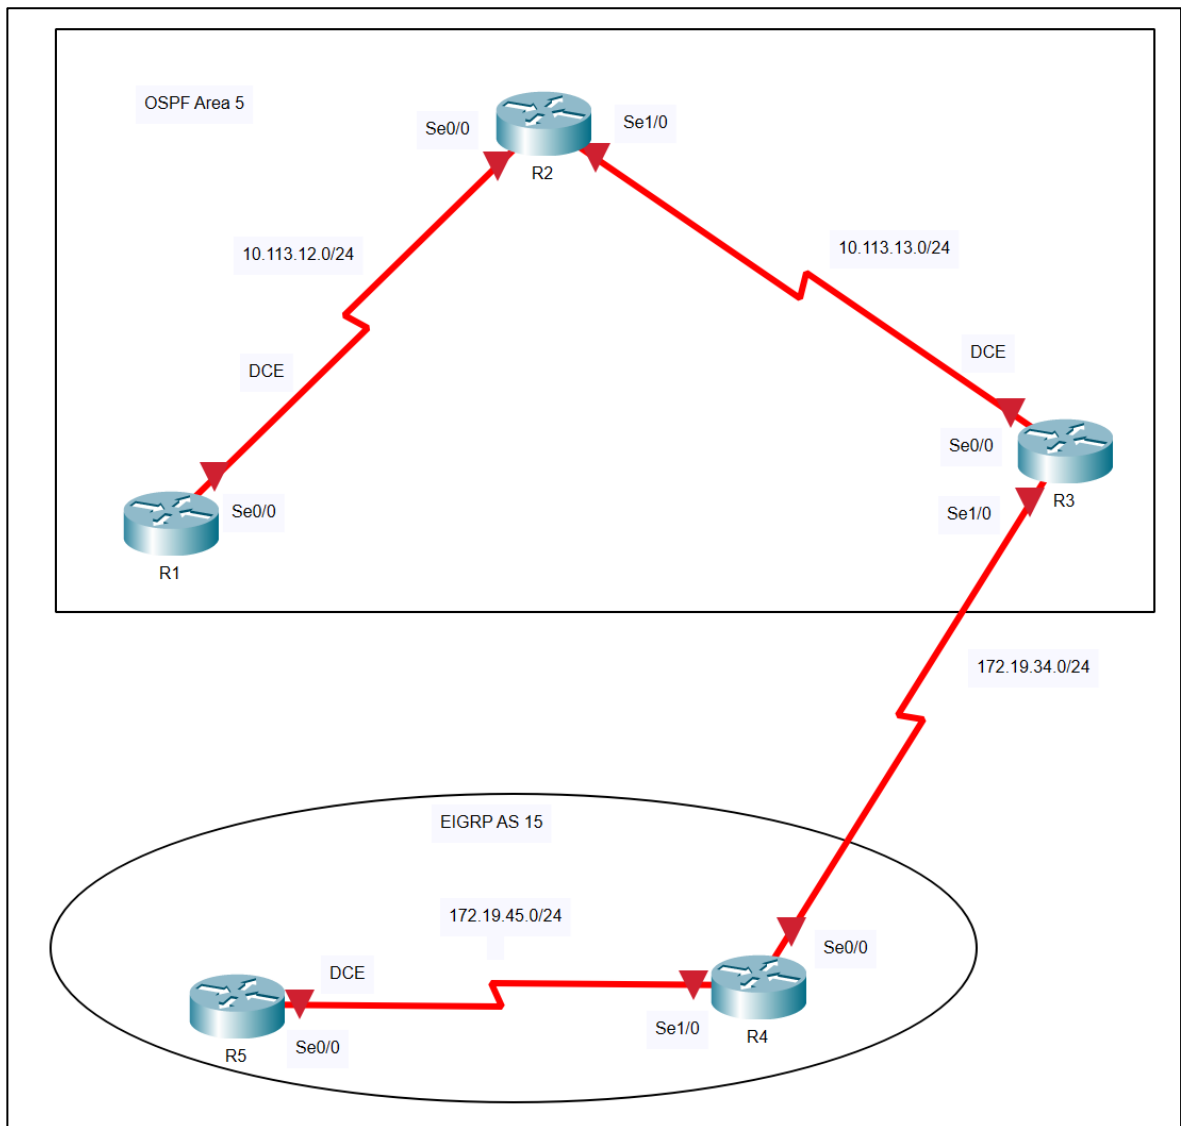 OSPF Area 5
Se0/0
Se1/0
R2
10.113.12.0/24
10.113.13.0/24
DCE
DCE
Se0/0
R3
Se0/0
Se1/0
R1
172.19.34.0/24
EIGRP AS 15
172.19.45.0/24
Se0/0
DCE
Se1/0
R4
Se0/0
R5